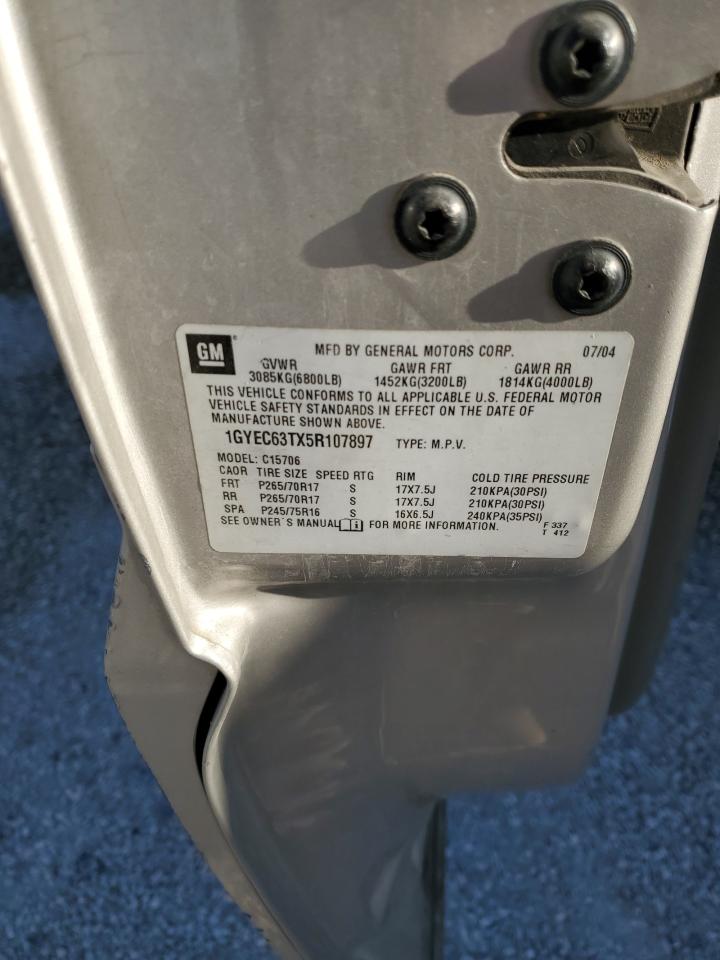 GM® MFD BY GENERAL MOTORS CORP. 07/04
GVWR GAWR FRT GAWR RR
3085KG(6800LB) 1452KG(3200LB) 1814KG(4000LB)
THIS VEHICLE CONFORMS TO ALL APPLICABLE U.S. FEDERAL MOTOR
VEHICLE SAFETY STANDARDS IN EFFECT ON THE DATE OF
MANUFACTURE SHOWN ABOVE.
1GYEC63TX5R107897 TYPE: M.P.V.
MODEL: C15706
CAOR TIRE SIZE SPEED RTG RIM COLD TIRE PRESSURE
FRT P265/70R17 S 17X7.5J 210KPA(30PSI)
RR P265/70R17 S 17X7.5J 210KPA(30PSI)
SPA P245/75R16 S 16X6.5J 240KPA(35PSI)
SEE OWNER'S MANUAL i FOR MORE INFORMATION. F 337
T 412